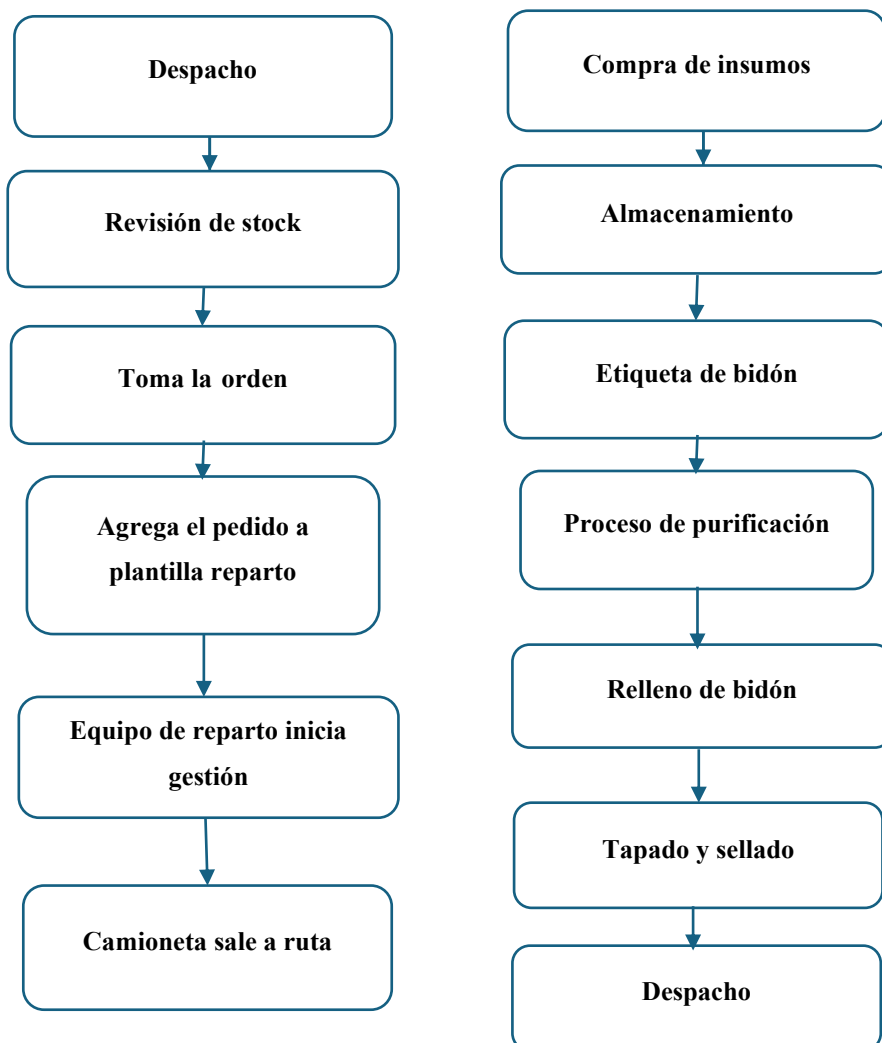 Despacho
Revisión de stock
Toma la orden
Agrega el pedido a
plantilla reparto
Equipo de reparto inicia
gestión
Camioneta sale a ruta
Compra de insumos
Almacenamiento
Etiqueta de bidón
Proceso de purificación
Relleno de bidón
Tapado y sellado
Despacho